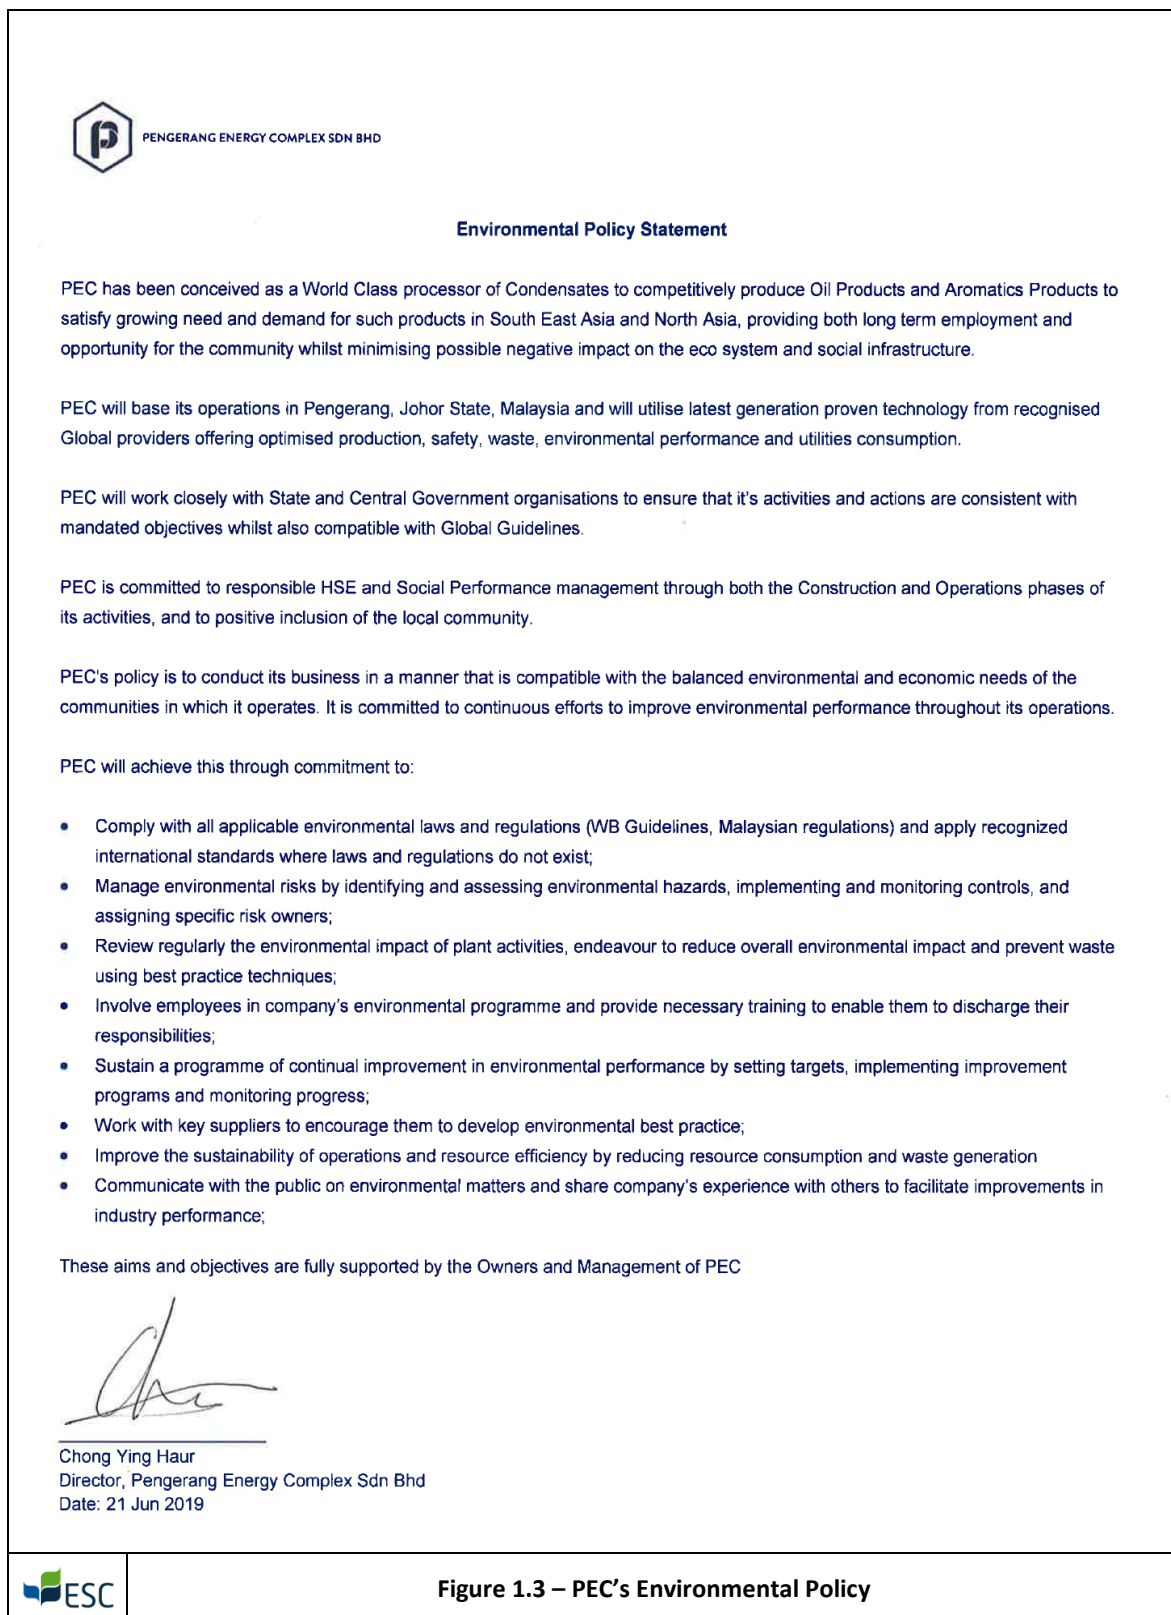 PENGERANG ENERGY COMPLEX SDN BHD
Environmental Policy Statement
PEC has been conceived as a World Class processor of Condensates to competitively produce Oil Products and Aromatics Products to
satisfy growing need and demand for such products in South East Asia and North Asia, providing both long term employment and
opportunity for the community whilst minimising possible negative impact on the eco system and social infrastructure.
PEC will base its operations in Pengerang, Johor State, Malaysia and will utilise latest generation proven technology from recognised
Global providers offering optimised production, safety, waste, environmental performance and utilities consumption.
PEC will work closely with State and Central Government organisations to ensure that it's activities and actions are consistent with
mandated objectives whilst also compatible with Global Guidelines.
PEC is committed to responsible HSE and Social Performance management through both the Construction and Operations phases of
its activities, and to positive inclusion of the local community.
PEC's policy is to conduct its business in a manner that is compatible with the balanced environmental and economic needs of the
communities in which it operates. It is committed to continuous efforts to improve environmental performance throughout its operations.
PEC will achieve this through commitment to:
• Comply with all applicable environmental laws and regulations (WB Guidelines, Malaysian regulations) and apply recognized
international standards where laws and regulations do not exist;
• Manage environmental risks by identifying and assessing environmental hazards, implementing and monitoring controls, and
assigning specific risk owners;
• Review regularly the environmental impact of plant activities, endeavour to reduce overall environmental impact and prevent waste
using best practice techniques;
• Involve employees in company's environmental programme and provide necessary training to enable them to discharge their
responsibilities;
• Sustain a programme of continual improvement in environmental performance by setting targets, implementing improvement
programs and monitoring progress;
• Work with key suppliers to encourage them to develop environmental best practice;
• Improve the sustainability of operations and resource efficiency by reducing resource consumption and waste generation
• Communicate with the public on environmental matters and share company's experience with others to facilitate improvements in
industry performance;
These aims and objectives are fully supported by the Owners and Management of PEC
Chong Ying Haur
Director, Pengerang Energy Complex Sdn Bhd
Date: 21 Jun 2019
ESC
Figure 1.3 – PEC's Environmental Policy